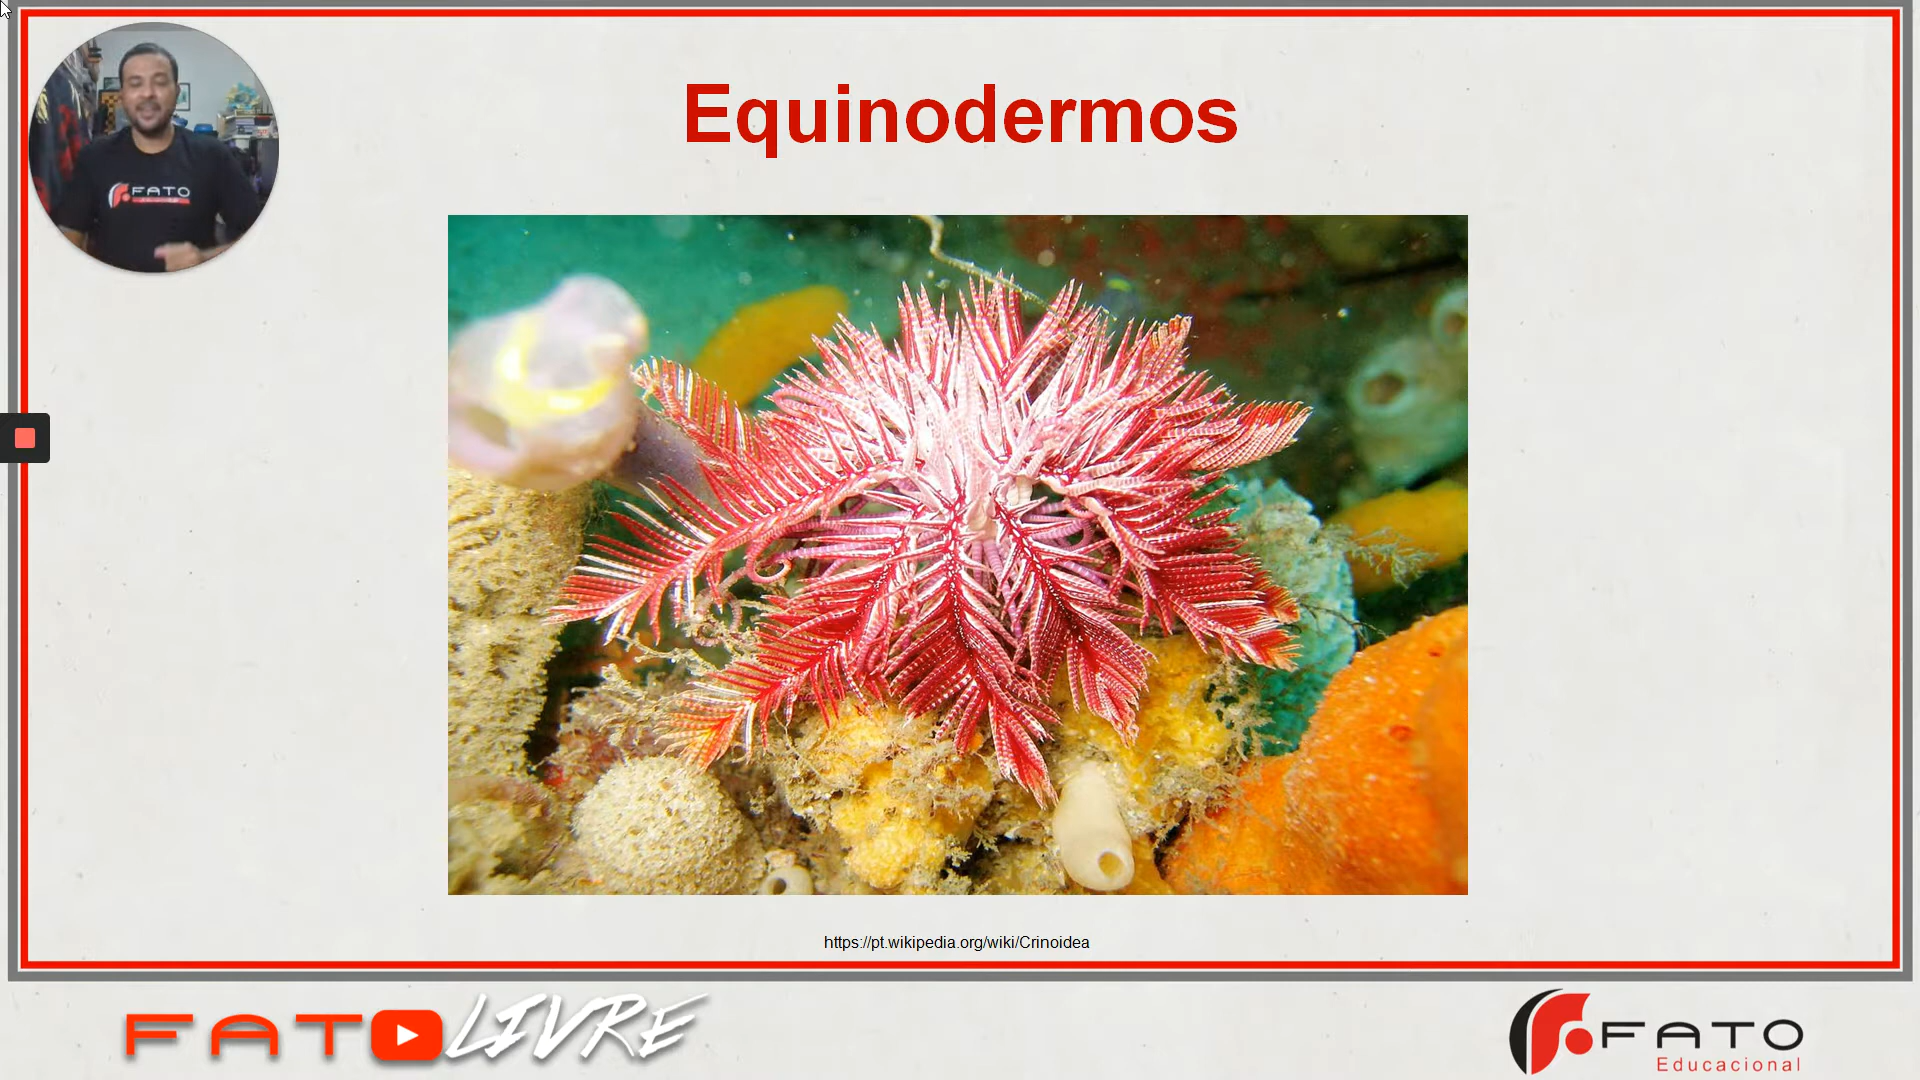 Equinodermos
FATO
https://pt.wikipedia.org/wiki/Crinoidea
FATO LIVRE
FATO
Educacional